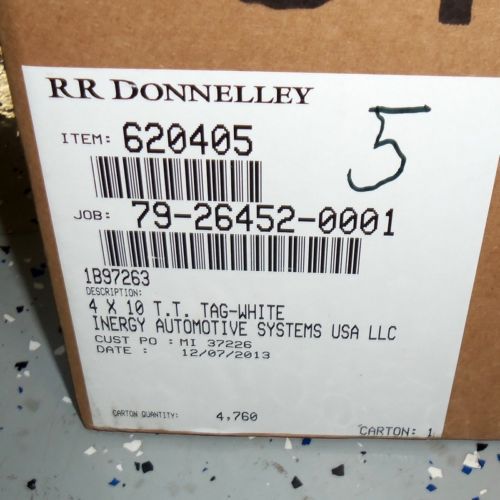 RR DONNELLEY
5
ITEM: 620405
JOB: 79-26452-0001
1B97263
DESCRIPTION:
4 X 10 T.T. TAG-WHITE
INERGY AUTOMOTIVE SYSTEMS USA LLC
CUST PO : MI 37226
DATE : 12/07/2013
CARTON QUANTITY: 4,760
CARTON: 1